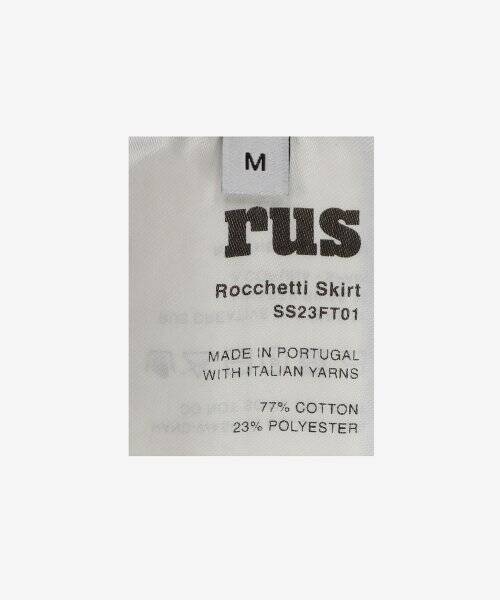 M
rus
Rocchetti Skirt
SS23FT01
MADE IN PORTUGAL
WITH ITALIAN YARNS
77% COTTON
23% POLYESTER